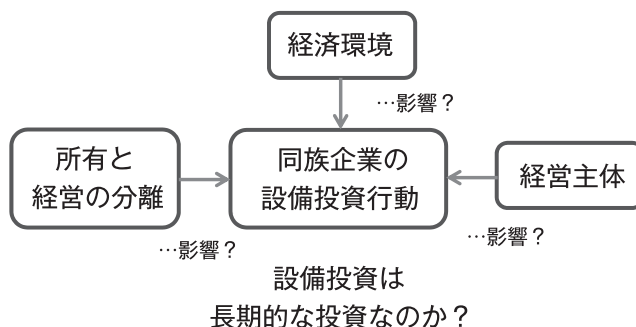 経済環境
…影響？
所有と
経営の分離
同族企業の
設備投資行動
経営主体
…影響？
…影響？
設備投資は
長期的な投資なのか？